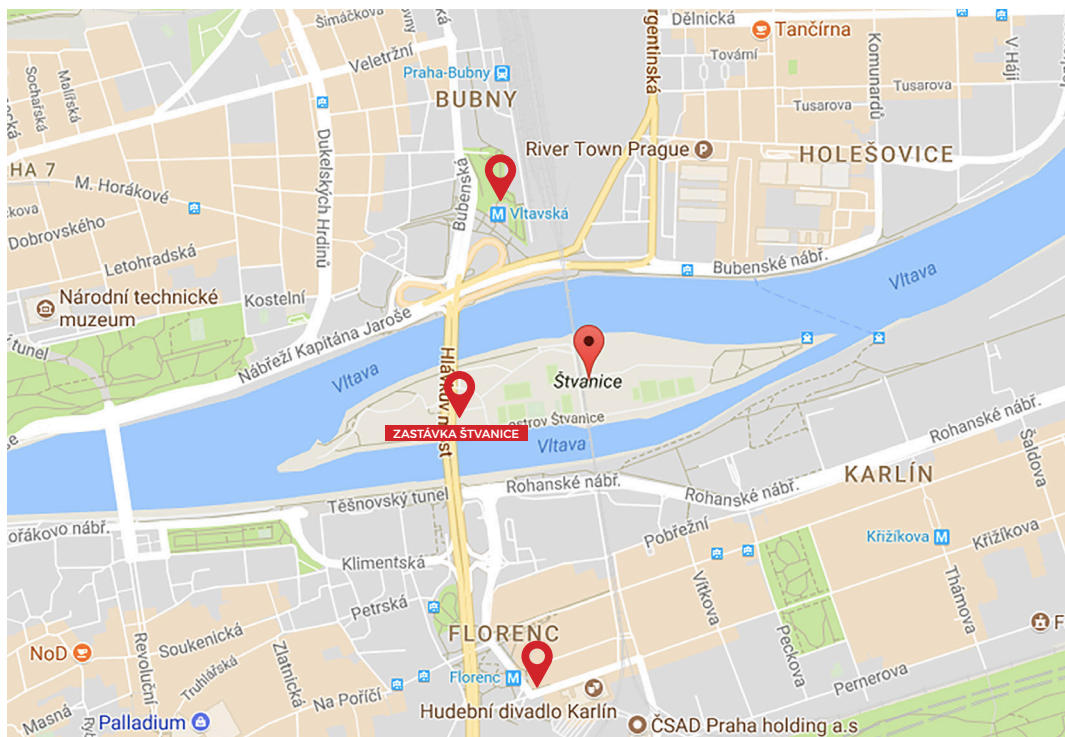 Šimáčkova
Dělnická
Tančírna
Veletržní
Argentinská
Tovární
Komunardů
V Háji
Sochařská
Malířská
Praha-Bubny
BUBNY
Tusarova
Tusarova
Dukelských Hrdinů
River Town Prague
HOLEŠOVICE
HA 7
M. Horákové
Bubenská
Vltavská
Dobrovského
Letohradská
Bubenské nábř.
Vltava
Národní technické
muzeum
Kostelní
Nábřeží Kapitána Jaroše
Vltava
Hlávkův most
Štvanice
ostrov Štvanice
ZASTÁVKA ŠTVANICE
Vltava
Rohanské nábř.
Šaldova
KARLÍN
Těšnovský tunel
Rohanské nábř.
Rohanské nábř.
ořákovo nábř.
Pobřežní
Křižíkova
Křižíkova
Klimentská
Vítkova
Thámova
Petrská
FLORENC
Peckova
Soukenická
NoD
Revoluční
Truhlářská
Zlatnická
Florenc
Pernerova
Na Poříčí
Hudební divadlo Karlín
Masná
Palladium
ČSAD Praha holding a.s